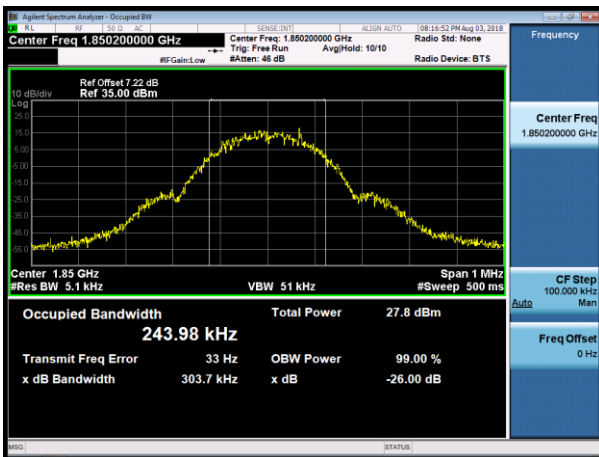 Agilent Spectrum Analyzer - Occupied BW
RL RF 50 Ω AC SENSE:INT ALIGN AUTO 08:16:52 PM Aug 03, 2018
Center Freq 1.850200000 GHz
Center Freq: 1.850200000 GHz
Radio Std: None
Trig: Free Run Avg|Hold: 10/10
#IFGain:Low #Atten: 46 dB Radio Device: BTS
Ref Offset 7.22 dB
10 dB/div Ref 35.00 dBm
Log
25.0
15.0
5.00
-5.00
-15.0
-25.0
-35.0
-45.0
-55.0
Center 1.85 GHz Span 1 MHz
#Res BW 5.1 kHz VBW 51 kHz #Sweep 500 ms
Occupied Bandwidth Total Power 27.8 dBm
243.98 kHz
Transmit Freq Error 33 Hz OBW Power 99.00 %
x dB Bandwidth 303.7 kHz x dB -26.00 dB
MSG STATUS
Frequency
Center Freq
1.850200000 GHz
CF Step
100.000 kHz
Auto Man
Freq Offset
0 Hz